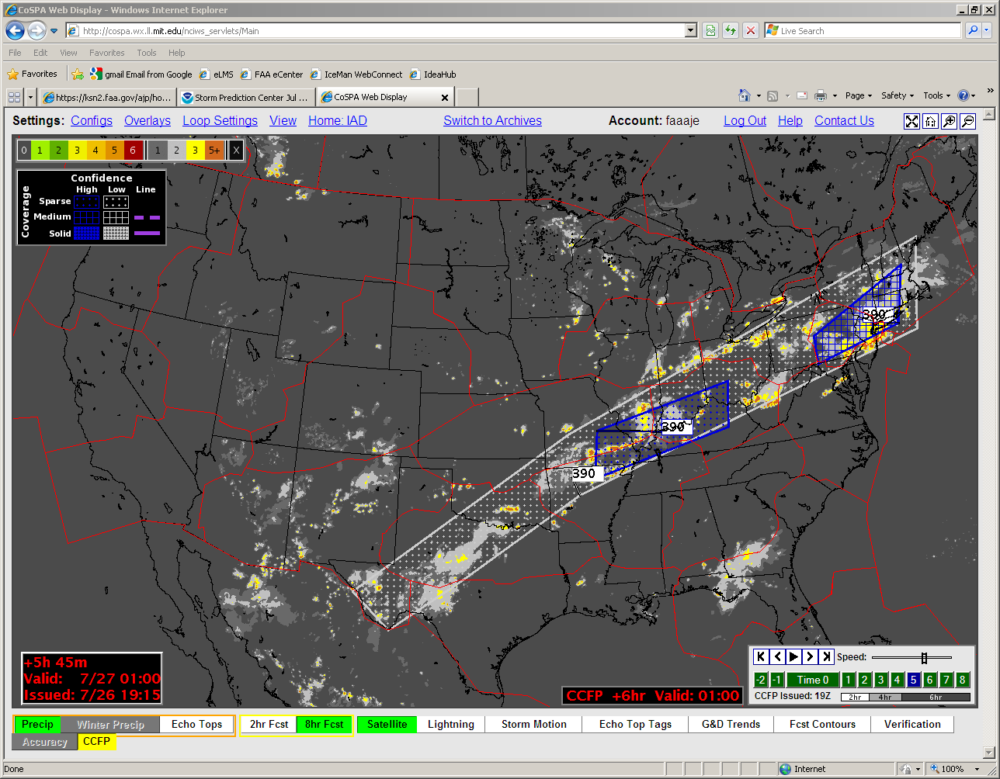 CoSPA Web Display - Windows Internet Explorer
http://cospa.wx.ll.mit.edu/nciws_servlets/Main
Live Search
File Edit View Favorites Tools Help
Favorites gmail Email from Google eLMS FAA eCenter IceMan WebConnect IdeaHub
https://ksn2.faa.gov/ajp/ho... Storm Prediction Center Jul ... CoSPA Web Display Page Safety Tools
Settings: Configs Overlays Loop Settings View Home: IAD Switch to Archives Account: faaaje Log Out Help Contact Us
0 1 2 3 4 5 6 1 2 3 5+ X
Confidence
High Low Line
Coverage
Sparse
Medium
Solid
390
390
390
+5h 45m
Valid: 7/27 01:00
Issued: 7/26 19:15
CCFP +6hr Valid: 01:00
Speed:
-2 -1 Time 0 1 2 3 4 5 6 7 8
CCFP Issued: 19Z 2hr 4hr 6hr
Precip Winter Precip Echo Tops 2hr Fcst 8hr Fcst Satellite Lightning Storm Motion Echo Top Tags G&D Trends Fcst Contours Verification
Accuracy CCFP
Done Internet 100%